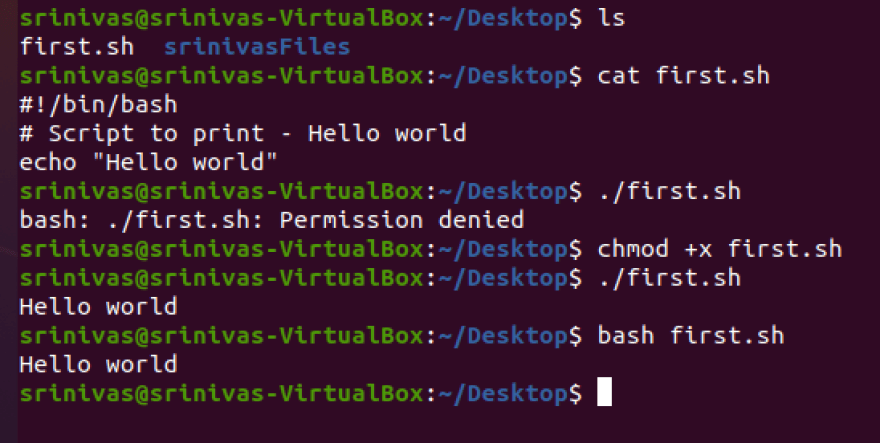 srinivas@srinivas-VirtualBox:~/Desktop$ ls
first.sh  srinivasFiles
srinivas@srinivas-VirtualBox:~/Desktop$ cat first.sh
#!/bin/bash
# Script to print - Hello world
echo "Hello world"
srinivas@srinivas-VirtualBox:~/Desktop$ ./first.sh
bash: ./first.sh: Permission denied
srinivas@srinivas-VirtualBox:~/Desktop$ chmod +x first.sh
srinivas@srinivas-VirtualBox:~/Desktop$ ./first.sh
Hello world
srinivas@srinivas-VirtualBox:~/Desktop$ bash first.sh
Hello world
srinivas@srinivas-VirtualBox:~/Desktop$